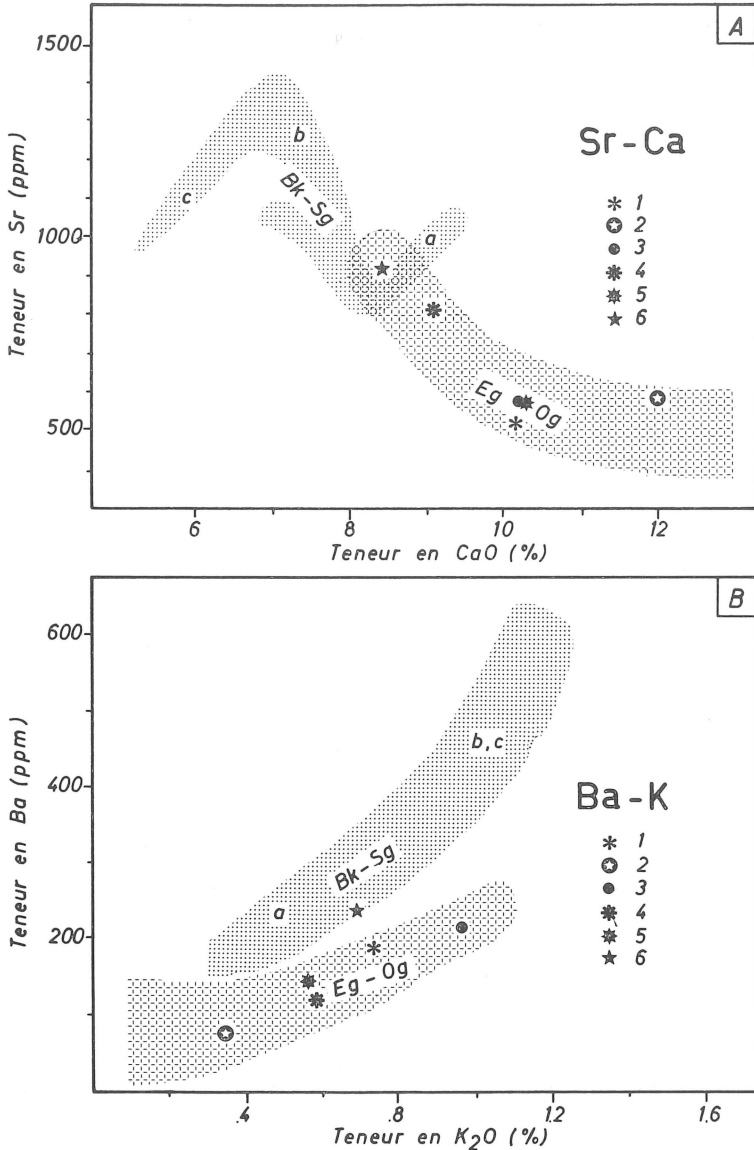 A
Sr-Ca
1
2
3
4
5
6
1500
1000
500
Teneur en Sr (ppm)
b
c
Bk-Sg
a
Eg
Og
6
8
10
12
Teneur en CaO (%)
B
Ba-K
1
2
3
4
5
6
600
400
200
Teneur en Ba (ppm)
b,c
Bk-Sg
a
Eg-Og
.4
.8
1.2
1.6
Teneur en K₂O (%)